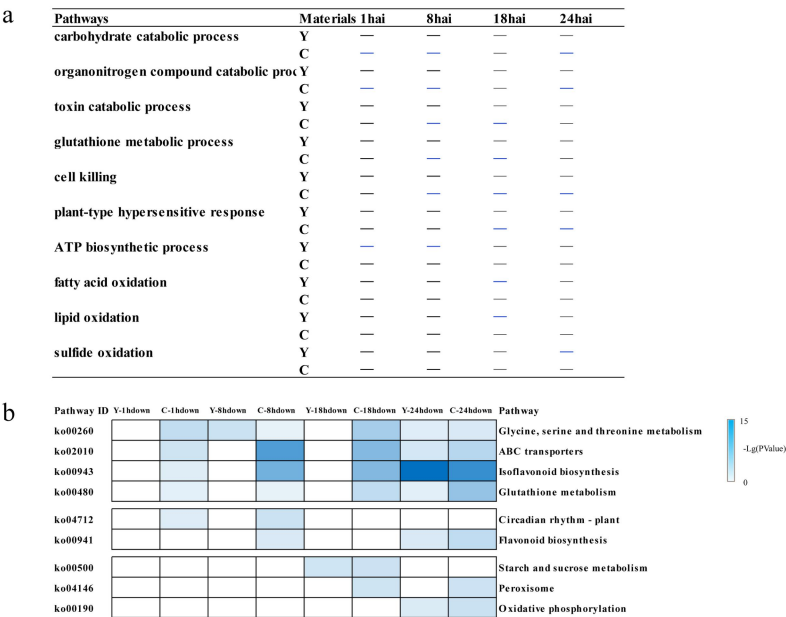 a
Pathways Materials 1hai 8hai 18hai 24hai
carbohydrate catabolic process Y — — — —
C — — — —
organonitrogen compound catabolic proc Y — — — —
C — — — —
toxin catabolic process Y — — — —
C — — — —
glutathione metabolic process Y — — — —
C — — — —
cell killing Y — — — —
C — — — —
plant-type hypersensitive response Y — — — —
C — — — —
ATP biosynthetic process Y — — — —
C — — — —
fatty acid oxidation Y — — — —
C — — — —
lipid oxidation Y — — — —
C — — — —
sulfide oxidation Y — — — —
C — — — —
b
Pathway ID Y-1hdown C-1hdown Y-8hdown C-8hdown Y-18hdown C-18hdown Y-24hdown C-24hdown Pathway
ko00260 Glycine, serine and threonine metabolism
ko02010 ABC transporters
ko00943 Isoflavonoid biosynthesis
ko00480 Glutathione metabolism
ko04712 Circadian rhythm - plant
ko00941 Flavonoid biosynthesis
ko00500 Starch and sucrose metabolism
ko04146 Peroxisome
ko00190 Oxidative phosphorylation
15
-Lg(PValue)
0